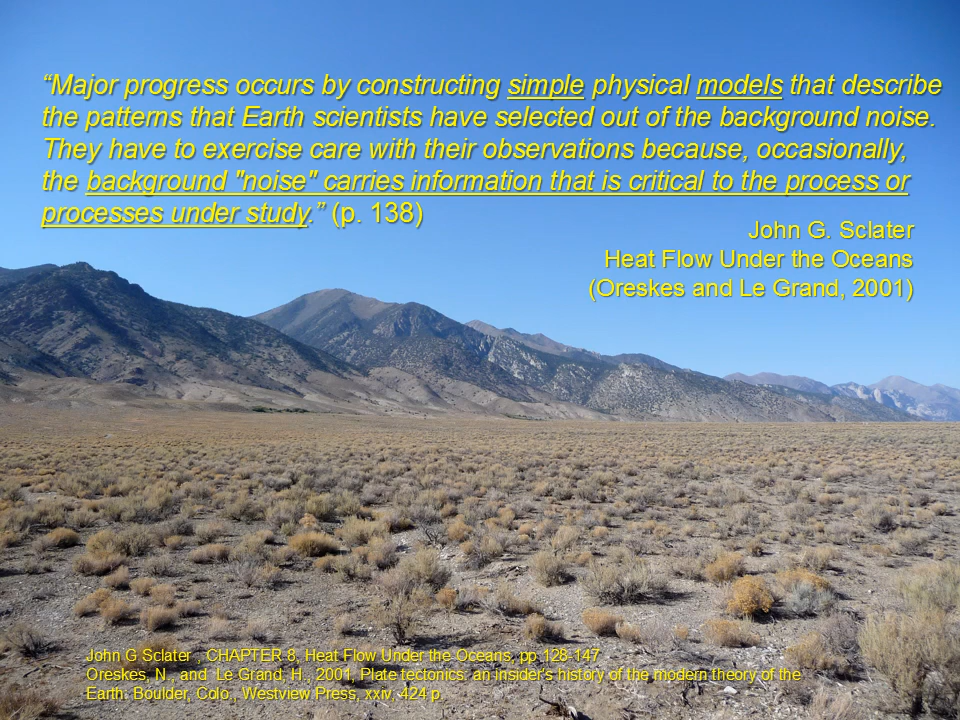 “Major progress occurs by constructing simple physical models that describe
the patterns that Earth scientists have selected out of the background noise.
They have to exercise care with their observations because, occasionally,
the background "noise" carries information that is critical to the process or
processes under study.” (p. 138)
John G. Sclater
Heat Flow Under the Oceans
(Oreskes and Le Grand, 2001)
John G Sclater , CHAPTER 8, Heat Flow Under the Oceans, pp 128-147
Oreskes, N., and Le Grand, H., 2001, Plate tectonics: an insider's history of the modern theory of the
Earth: Boulder, Colo., Westview Press, xxiv, 424 p.